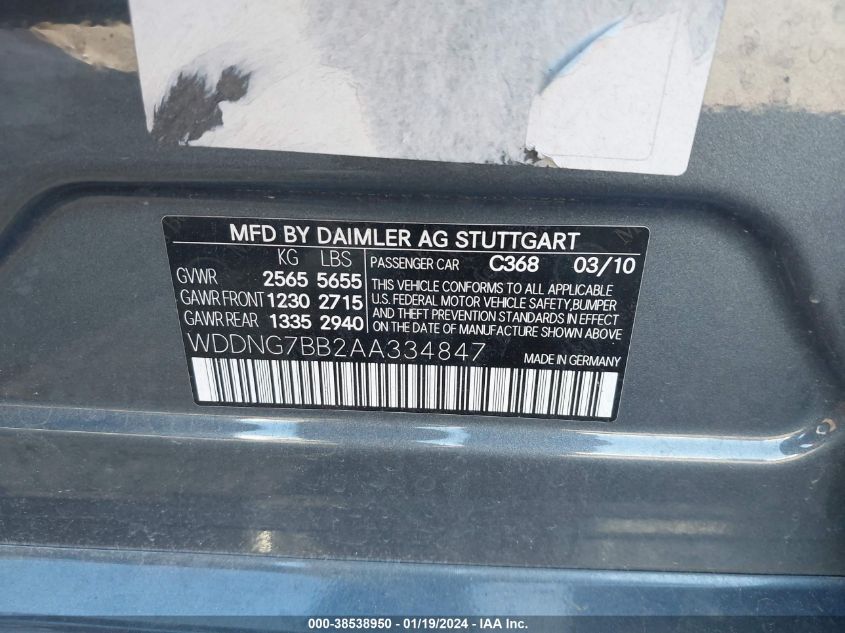 MFD BY DAIMLER AG STUTTGART
KG LBS PASSENGER CAR C368 03/10
GVWR 2565 5655
GAWR FRONT 1230 2715
GAWR REAR 1335 2940
THIS VEHICLE CONFORMS TO ALL APPLICABLE
U.S. FEDERAL MOTOR VEHICLE SAFETY,BUMPER
AND THEFT PREVENTION STANDARDS IN EFFECT
ON THE DATE OF MANUFACTURE SHOWN ABOVE
WDDNG7BB2AA334847 MADE IN GERMANY
000-38538950 - 01/19/2024 - IAA Inc.